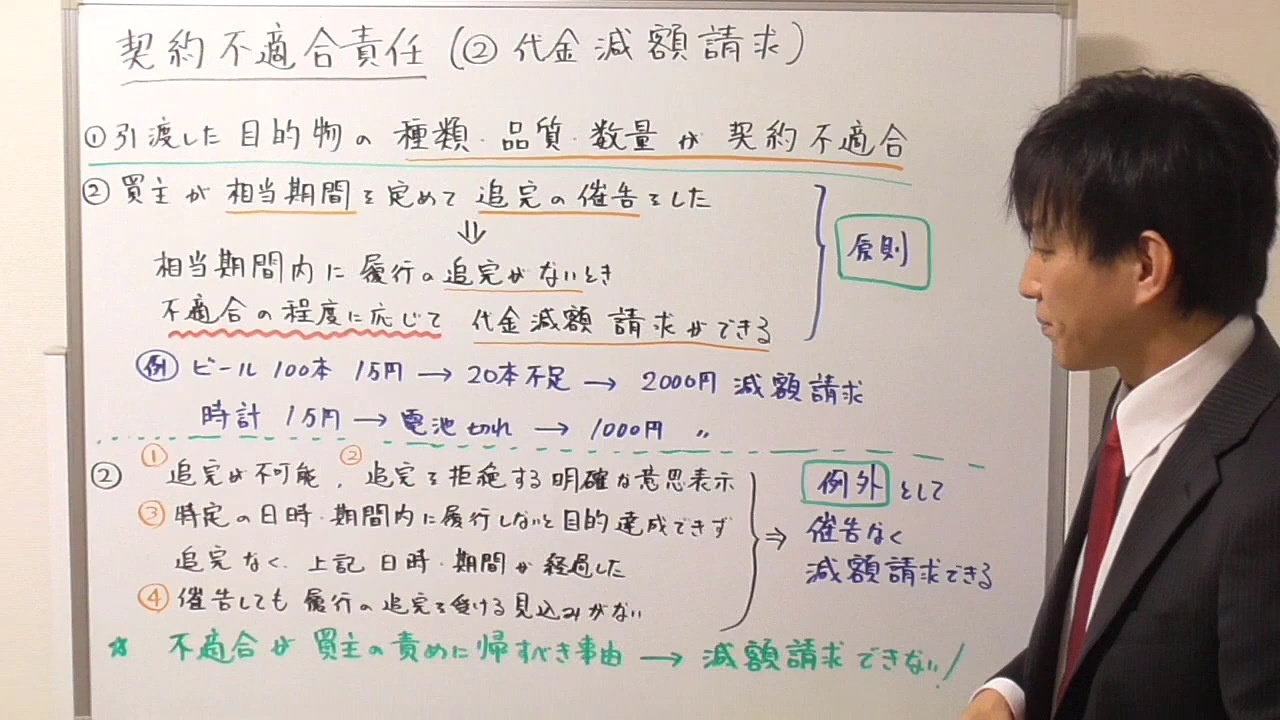 契約不適合責任(② 代金減額請求)
①引渡した目的物の種類・品質・数量が契約不適合
②買主が相当期間を定めて追完の催告をした
⇓
相当期間内に履行の追完がないとき
不適合の程度に応じて 代金減額請求ができる
原則
例 ビール 100本 1万円 → 20本不足 → 2000円 減額請求
時計 1万円 → 電池切れ → 1000円 〃
② ① 追完が不可能、② 追完を拒絶する明確な意思表示
③ 特定の日時・期間内に履行しないと目的達成できず
追完なく、上記 日時・期間が経過した
④ 催告しても履行の追完を受ける見込みがない
⇒ 例外として
催告なく
減額請求できる
☆ 不適合が買主の責めに帰すべき事由 → 減額請求できない!